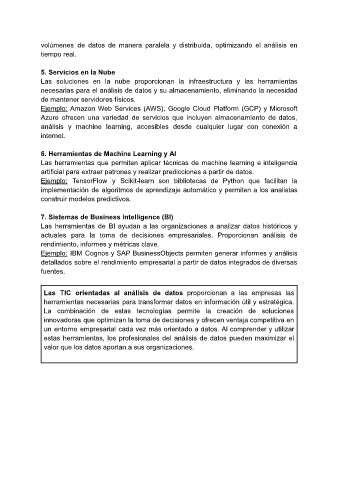 volúmenes de datos de manera paralela y distribuida, optimizando el análisis en
tiempo real.
5. Servicios en la Nube
Las soluciones en la nube proporcionan la infraestructura y las herramientas
necesarias para el análisis de datos y su almacenamiento, eliminando la necesidad
de mantener servidores físicos.
Ejemplo: Amazon Web Services (AWS), Google Cloud Platform (GCP) y Microsoft
Azure ofrecen una variedad de servicios que incluyen almacenamiento de datos,
análisis y machine learning, accesibles desde cualquier lugar con conexión a
internet.
6. Herramientas de Machine Learning y AI
Las herramientas que permiten aplicar técnicas de machine learning e inteligencia
artificial para extraer patrones y realizar predicciones a partir de datos.
Ejemplo: TensorFlow y Scikit-learn son bibliotecas de Python que facilitan la
implementación de algoritmos de aprendizaje automático y permiten a los analistas
construir modelos predictivos.
7. Sistemas de Business Intelligence (BI)
Las herramientas de BI ayudan a las organizaciones a analizar datos históricos y
actuales para la toma de decisiones empresariales. Proporcionan análisis de
rendimiento, informes y métricas clave.
Ejemplo: IBM Cognos y SAP BusinessObjects permiten generar informes y análisis
detallados sobre el rendimiento empresarial a partir de datos integrados de diversas
fuentes.
Las TIC orientadas al análisis de datos proporcionan a las empresas las
herramientas necesarias para transformar datos en información útil y estratégica.
La combinación de estas tecnologías permite la creación de soluciones
innovadoras que optimizan la toma de decisiones y ofrecen ventaja competitiva en
un entorno empresarial cada vez más orientado a datos. Al comprender y utilizar
estas herramientas, los profesionales del análisis de datos pueden maximizar el
valor que los datos aportan a sus organizaciones.